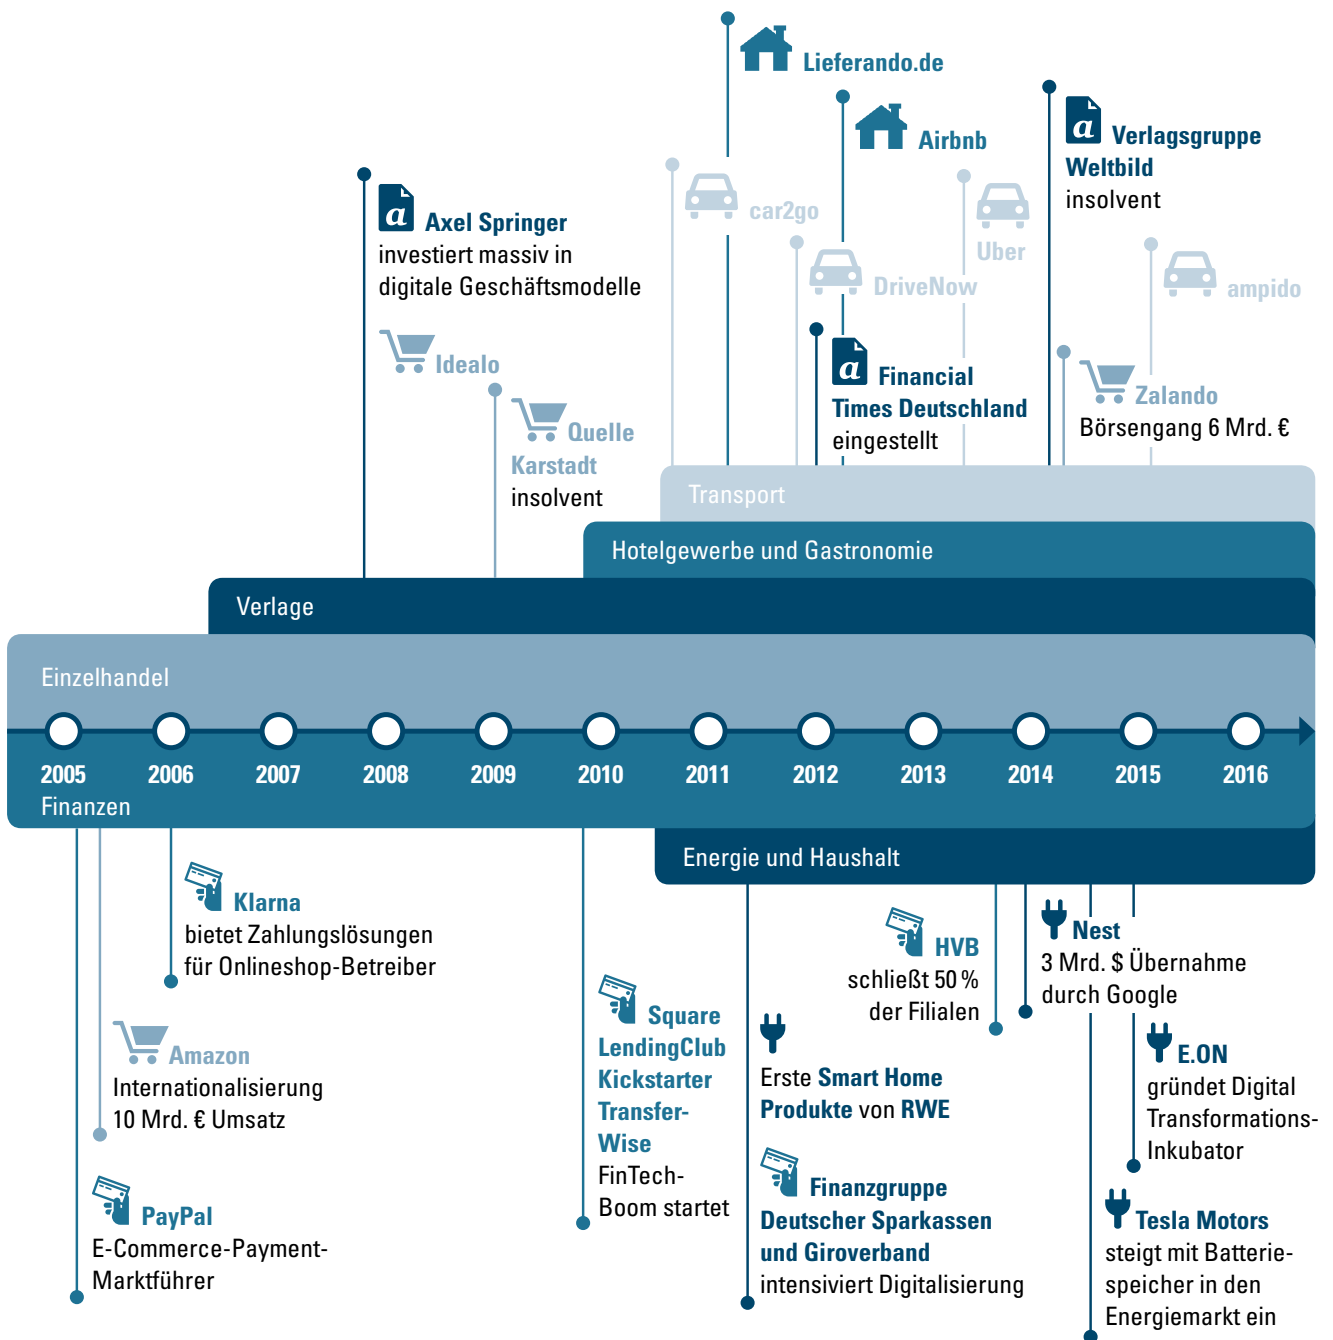 Lieferando.de
Airbnb
Verlagsgruppe
Weltbild
insolvent
Axel Springer
investiert massiv in
digitale Geschäftsmodelle
car2go
Uber
DriveNow
ampido
Idealo
Financial
Times Deutschland
eingestellt
Zalando
Börsengang 6 Mrd. €
Quelle
Karstadt
insolvent
Transport
Hotelgewerbe und Gastronomie
Verlage
Einzelhandel
2005 2006 2007 2008 2009 2010 2011 2012 2013 2014 2015 2016
Finanzen
Energie und Haushalt
Klarna
bietet Zahlungslösungen
für Onlineshop-Betreiber
Amazon
Internationalisierung
10 Mrd. € Umsatz
PayPal
E-Commerce-Payment-
Marktführer
Square
LendingClub
Kickstarter
Transfer-
Wise
FinTech-
Boom startet
Erste Smart Home
Produkte von RWE
Finanzgruppe
Deutscher Sparkassen
und Giroverband
intensiviert Digitalisierung
HVB
schließt 50 %
der Filialen
Nest
3 Mrd. $ Übernahme
durch Google
E.ON
gründet Digital
Transformations-
Inkubator
Tesla Motors
steigt mit Batterie-
speicher in den
Energiemarkt ein